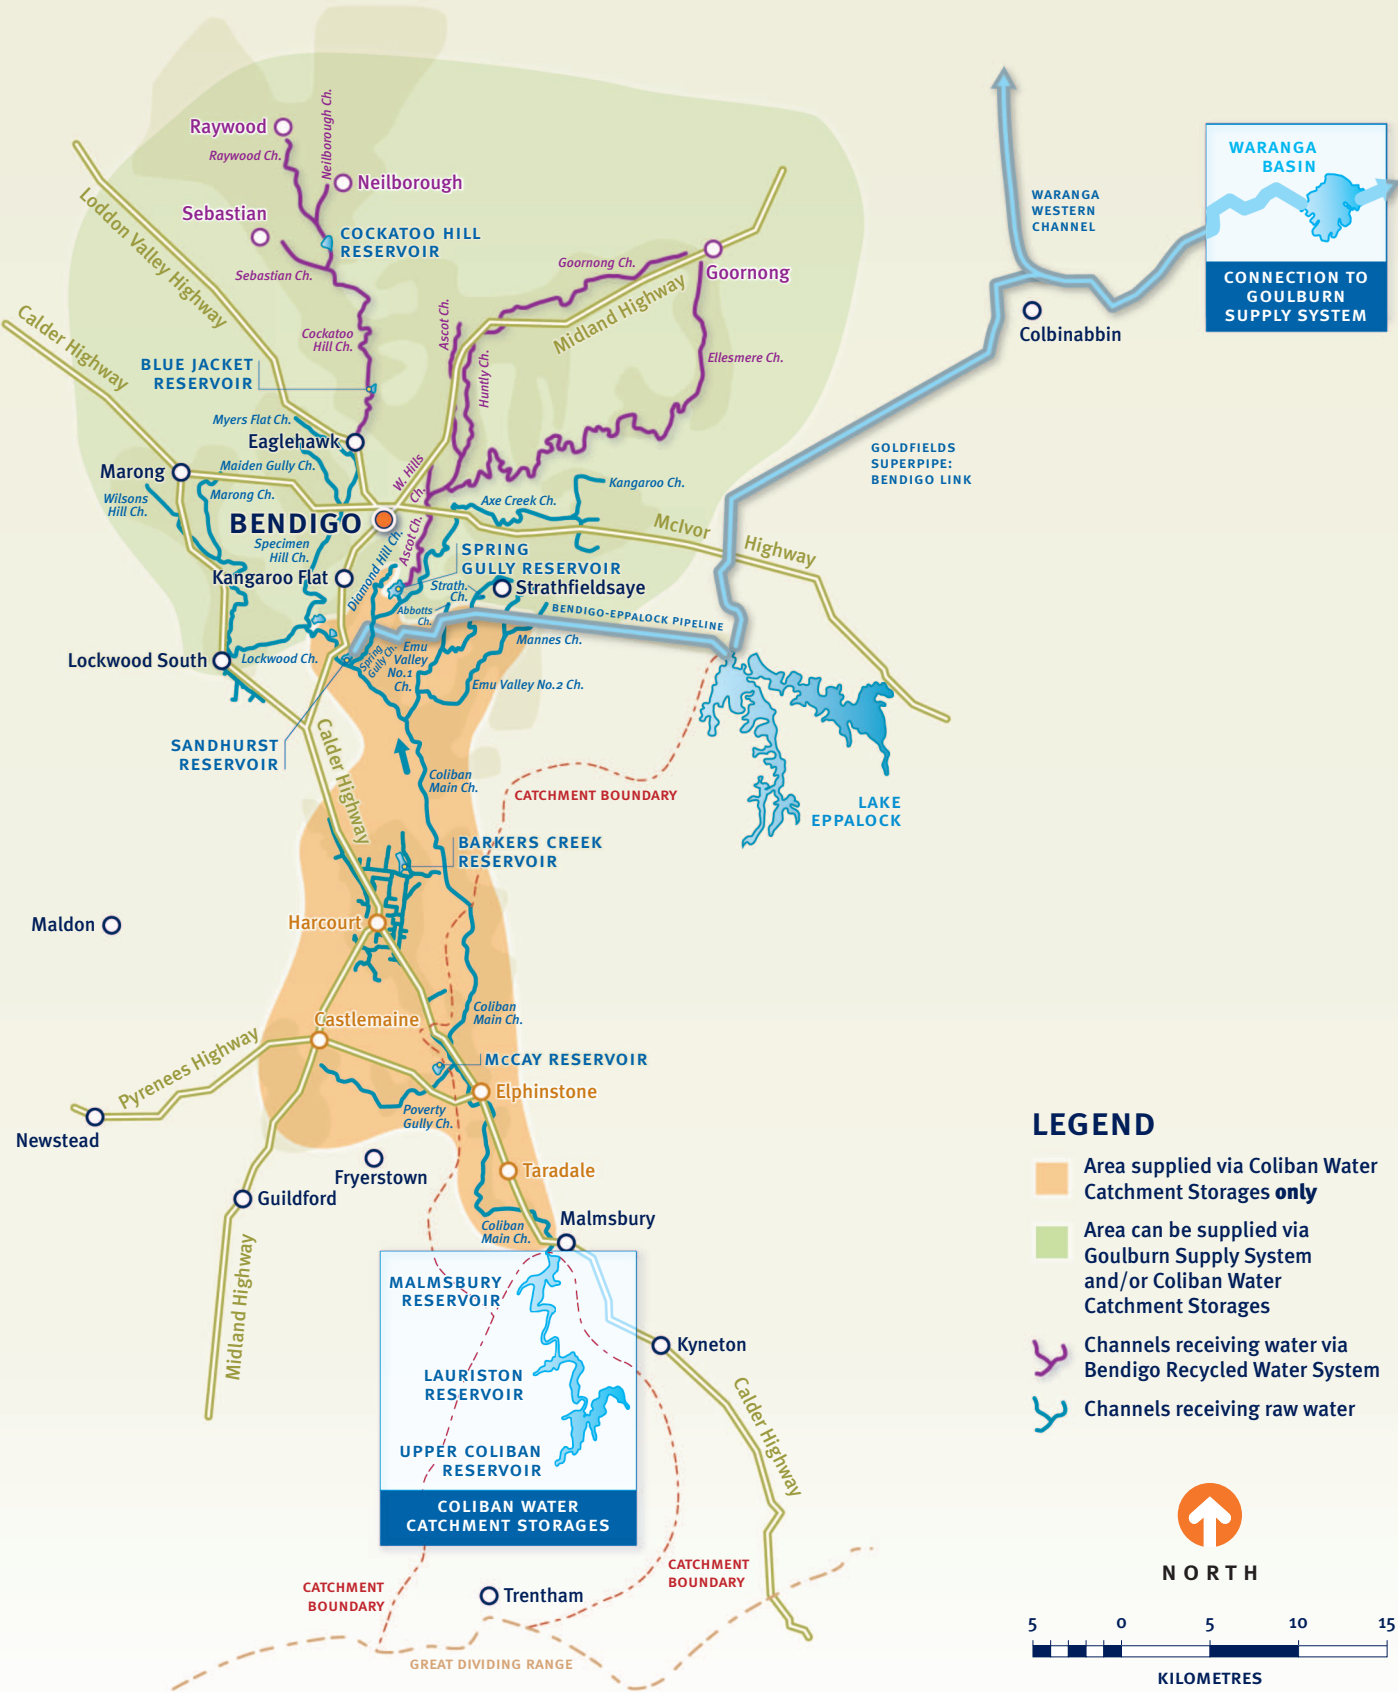 Raywood
Raywood Ch.
Neilborough Ch.
Neilborough
Sebastian
COCKATOO HILL
RESERVOIR
Sebastian Ch.
Loddon Valley Highway
Calder Highway
Cockatoo
Hill Ch.
BLUE JACKET
RESERVOIR
Goornong Ch.
Goornong
Ascot Ch.
Midland Highway
Huntly Ch.
Ellesmere Ch.
WARANGA
WESTERN
CHANNEL
WARANGA
BASIN
CONNECTION TO
GOULBURN
SUPPLY SYSTEM
Colbinabbin
GOLDFIELDS
SUPERPIPE:
BENDIGO LINK
Myers Flat Ch.
Eaglehawk
Maiden Gully Ch.
Marong
Marong Ch.
Wilsons
Hill Ch.
W. Hills
Ch.
Axe Creek Ch.
Kangaroo Ch.
McIvor Highway
BENDIGO
Specimen
Hill Ch.
Diamond Hill Ch.
Ascot Ch.
SPRING
GULLY RESERVOIR
Kangaroo Flat
Strath.
Ch.
Strathfieldsaye
Abbotts
Ch.
BENDIGO-EPPALOCK PIPELINE
Mannes Ch.
Lockwood South
Lockwood Ch.
Spring
Gully Ch.
Emu
Valley
No.1
Ch.
Emu Valley No.2 Ch.
SANDHURST
RESERVOIR
Calder Highway
Coliban
Main Ch.
CATCHMENT BOUNDARY
LAKE
EPPALOCK
BARKERS CREEK
RESERVOIR
Maldon
Harcourt
Castlemaine
Coliban
Main Ch.
Pyrenees Highway
McCAY RESERVOIR
Elphinstone
Poverty
Gully Ch.
Newstead
Fryerstown
Taradale
Guildford
Midland Highway
Coliban
Main Ch.
Malmsbury
MALMSBURY
RESERVOIR
LAURISTON
RESERVOIR
UPPER COLIBAN
RESERVOIR
COLIBAN WATER
CATCHMENT STORAGES
Kyneton
Calder Highway
CATCHMENT
BOUNDARY
CATCHMENT
BOUNDARY
Trentham
GREAT DIVIDING RANGE
LEGEND
Area supplied via Coliban Water
Catchment Storages only
Area can be supplied via
Goulburn Supply System
and/or Coliban Water
Catchment Storages
Channels receiving water via
Bendigo Recycled Water System
Channels receiving raw water
NORTH
5 0 5 10 15
KILOMETRES